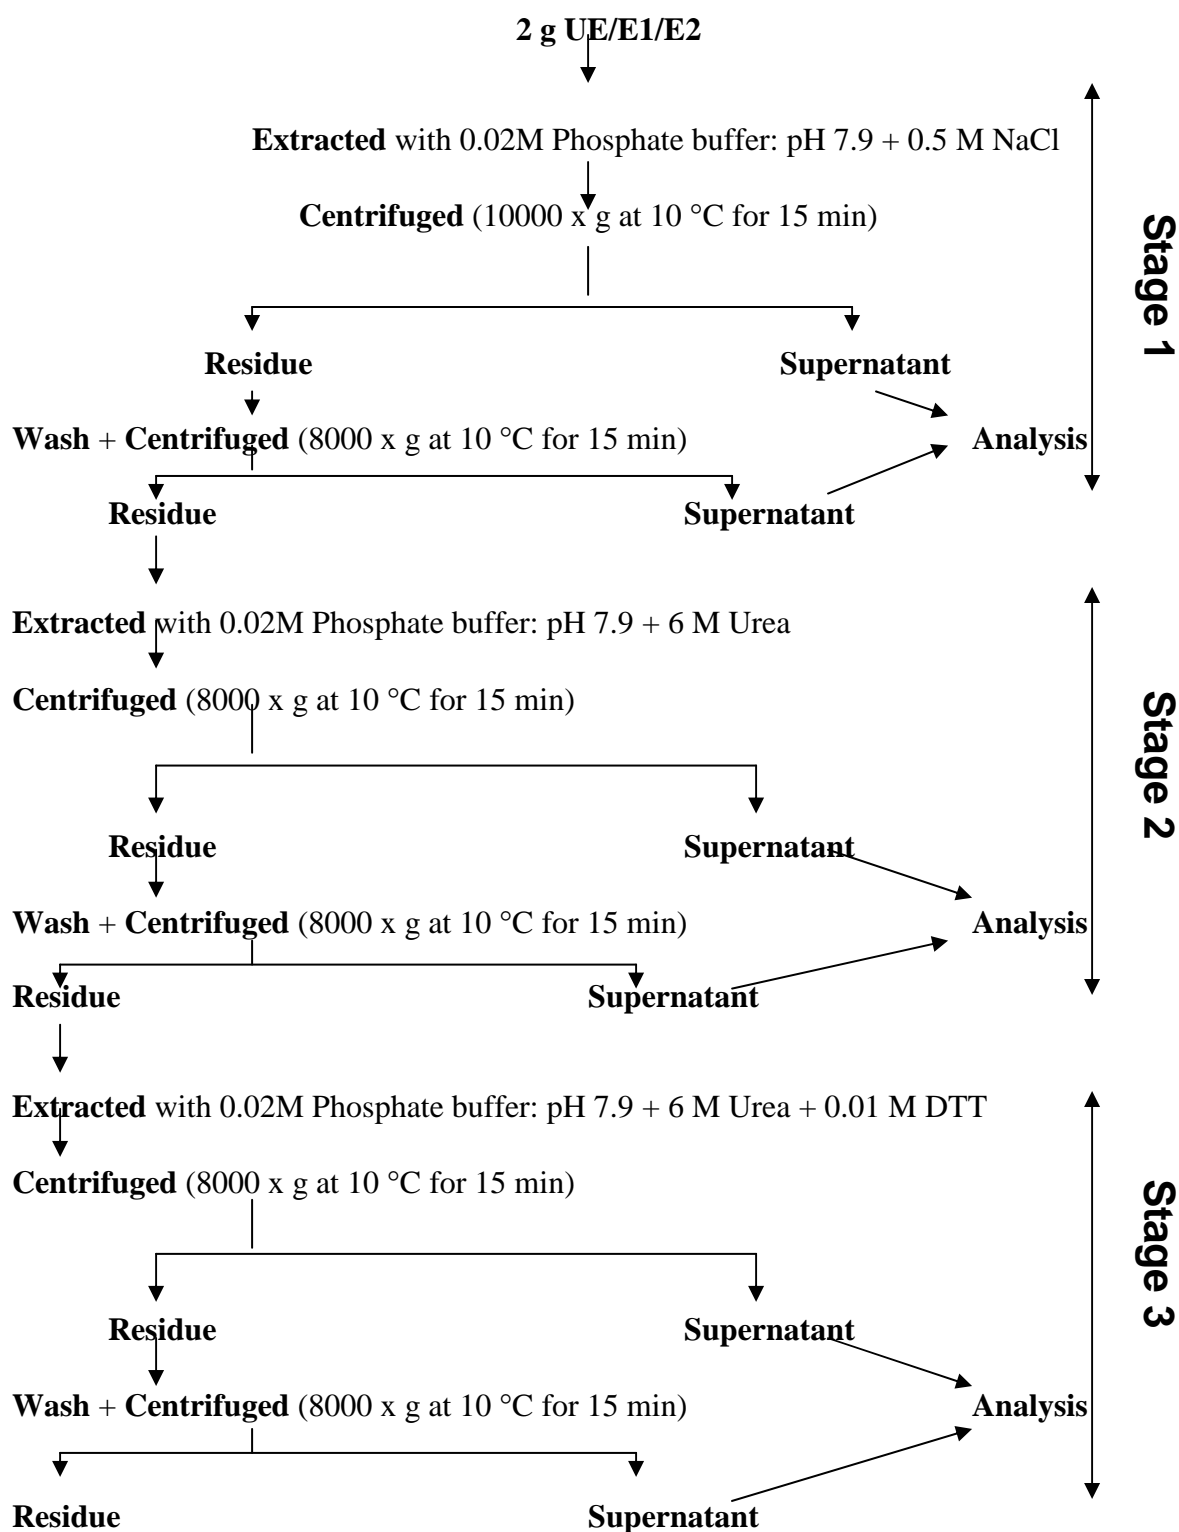 2 g UE/E1/E2
Extracted with 0.02M Phosphate buffer: pH 7.9 + 0.5 M NaCl
Centrifuged (10000 x g at 10 °C for 15 min)
Stage 1
Residue Supernatant
Wash + Centrifuged (8000 x g at 10 °C for 15 min) Analysis
Residue Supernatant
Extracted with 0.02M Phosphate buffer: pH 7.9 + 6 M Urea
Centrifuged (8000 x g at 10 °C for 15 min)
Stage 2
Residue Supernatant
Wash + Centrifuged (8000 x g at 10 °C for 15 min) Analysis
Residue Supernatant
Extracted with 0.02M Phosphate buffer: pH 7.9 + 6 M Urea + 0.01 M DTT
Centrifuged (8000 x g at 10 °C for 15 min)
Stage 3
Residue Supernatant
Wash + Centrifuged (8000 x g at 10 °C for 15 min) Analysis
Residue Supernatant